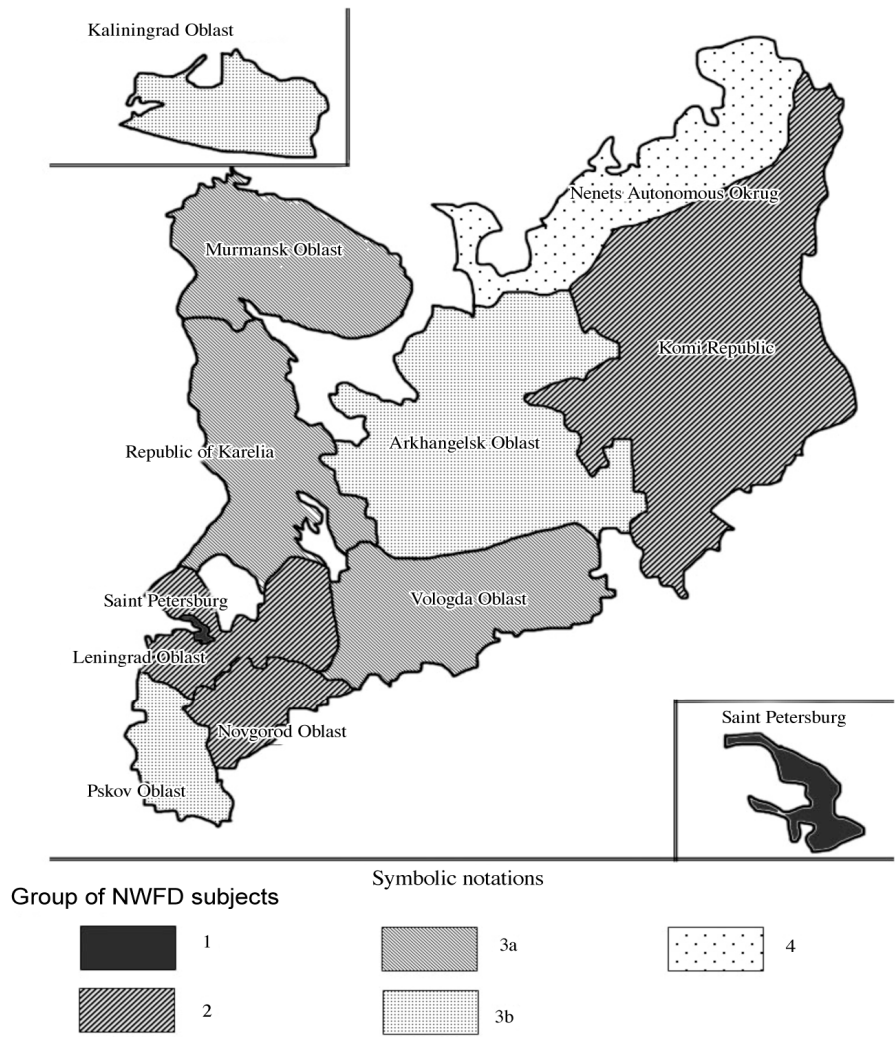 Kaliningrad Oblast
Nenets Autonomous Okrug
Murmansk Oblast
Komi Republic
Arkhangelsk Oblast
Republic of Karelia
Saint Petersburg
Vologda Oblast
Leningrad Oblast
Novgorod Oblast
Saint Petersburg
Pskov Oblast
Symbolic notations
Group of NWFD subjects
1
3a
4
2
3b